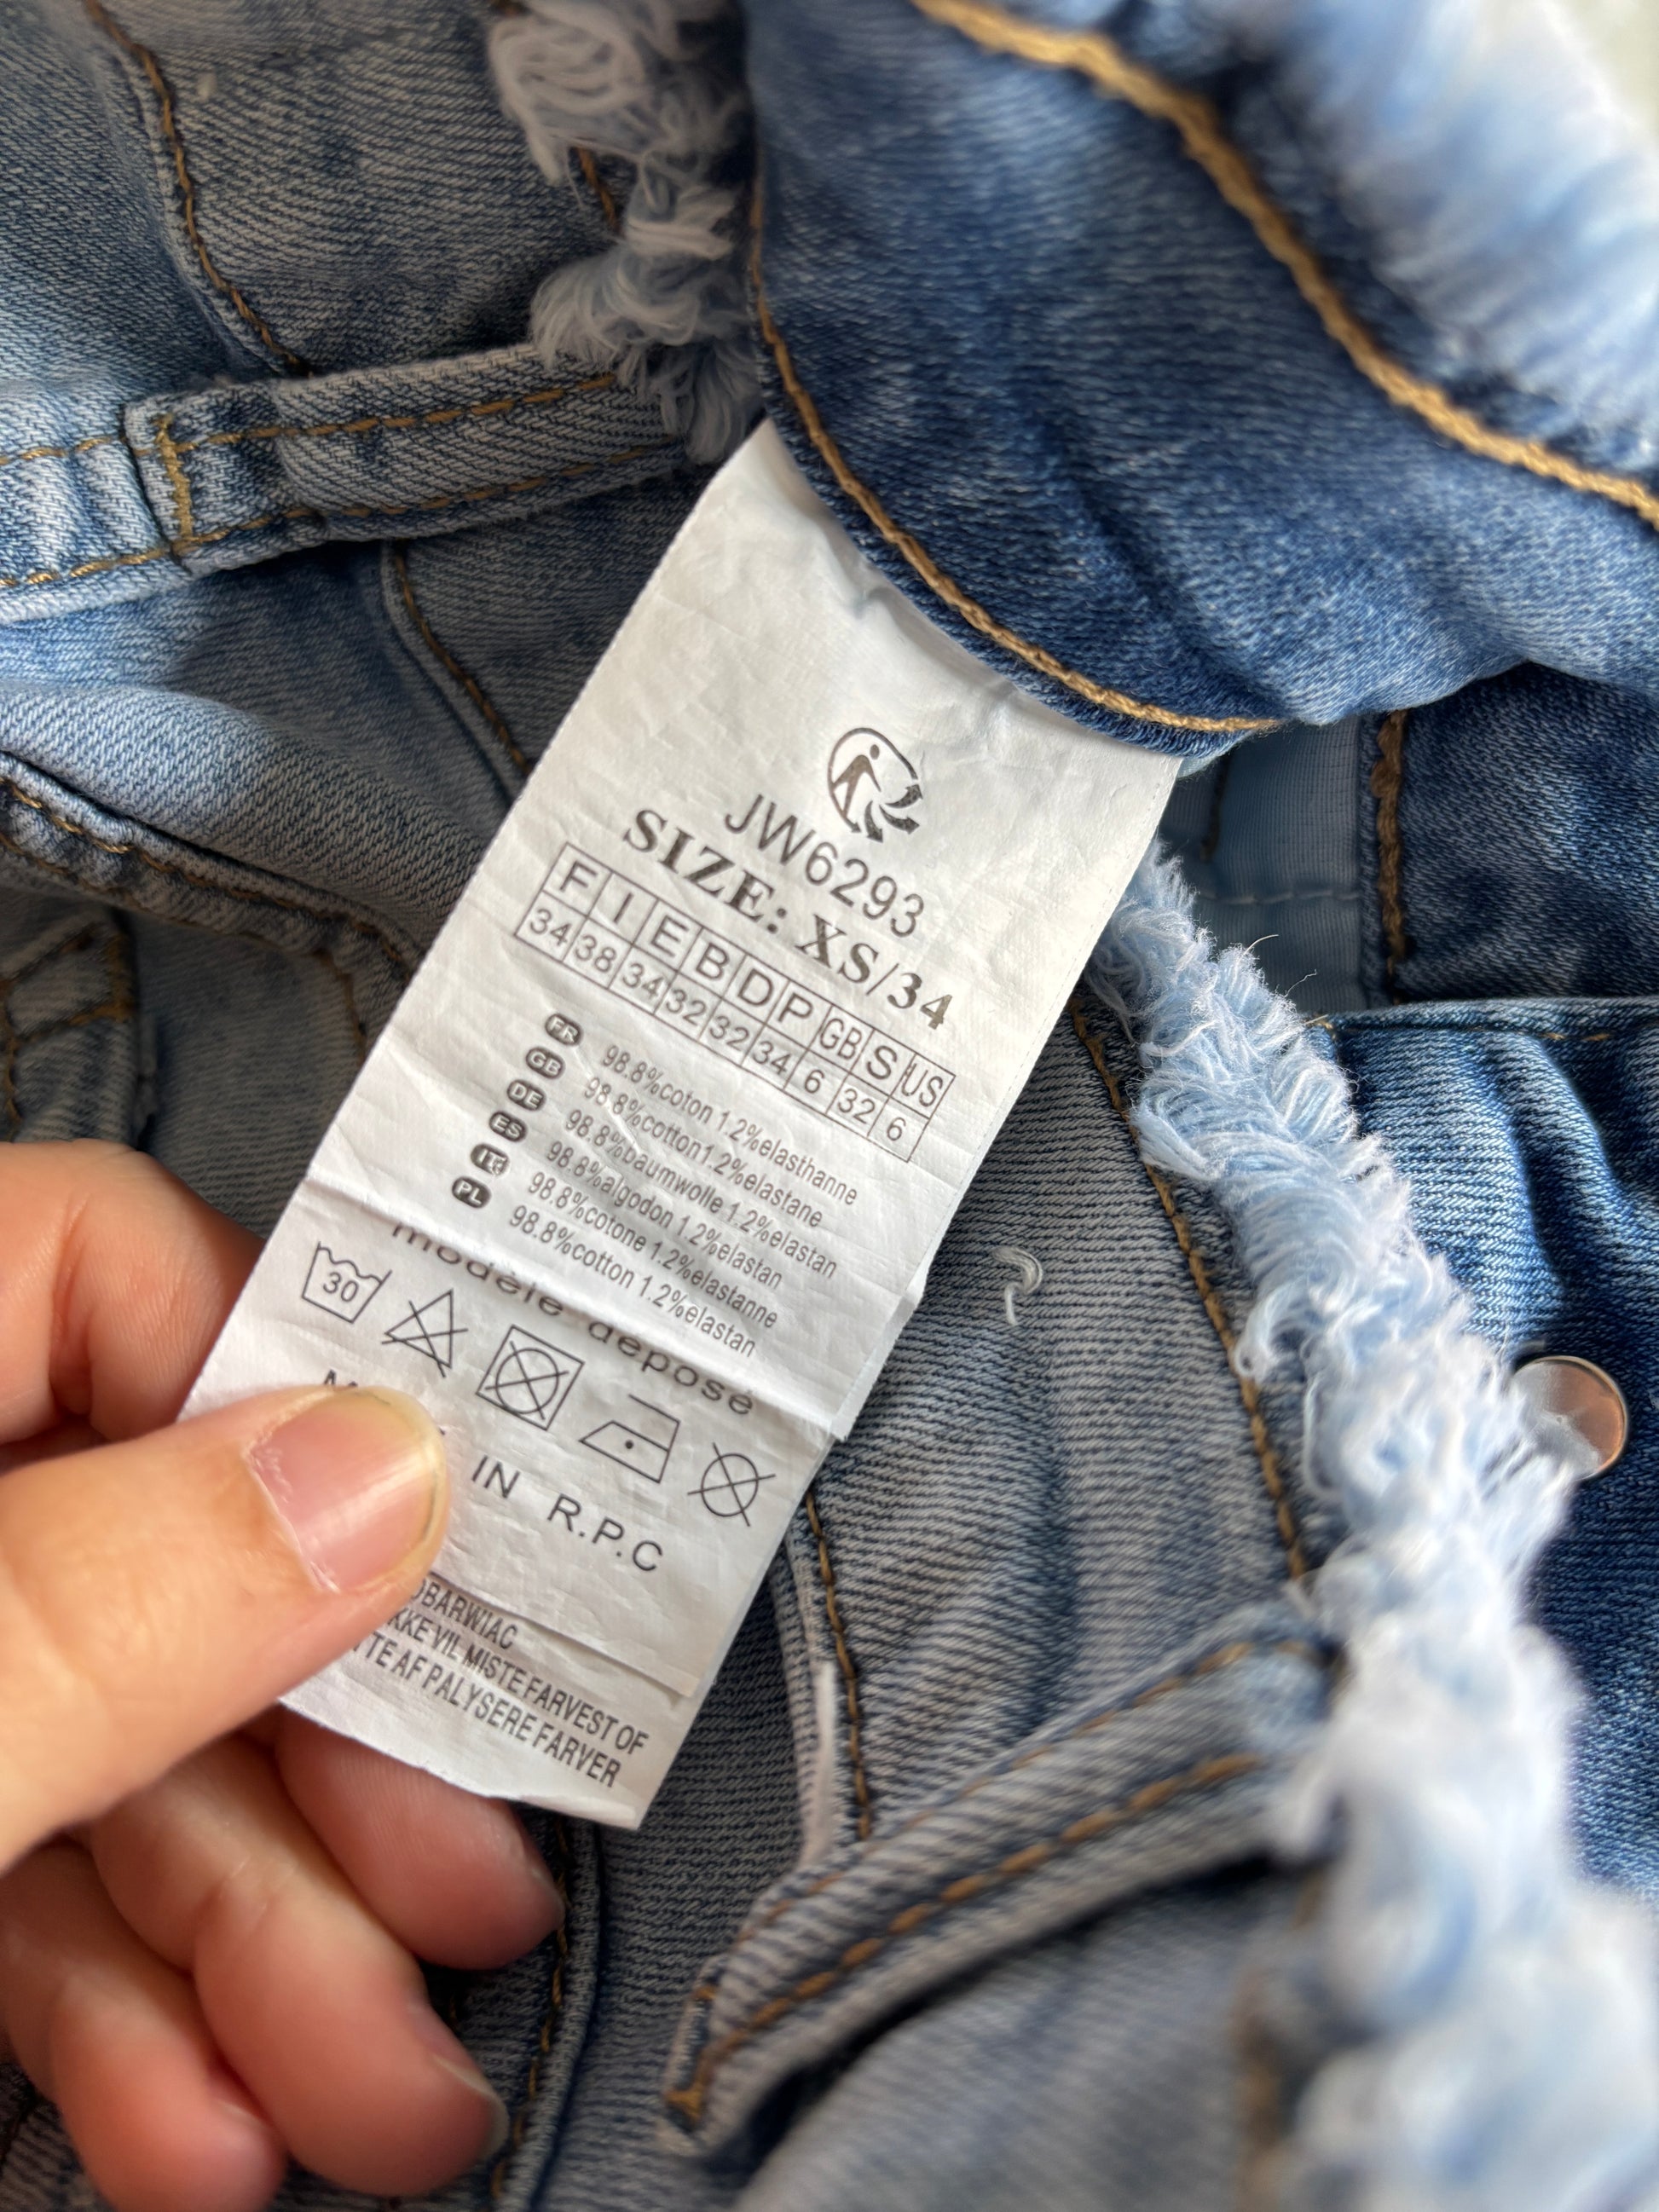 JW6293
SIZE: XS/34
F I E B D P GB S US
34 38 34 32 32 34 6 32 6
FR 98.8%coton 1.2%elasthanne
GB 98.8%cotton1.2%elastane
DE 98.8%baumwolle 1.2%elastan
ES 98.8%algodon 1.2%elastan
IT 98.8%cotone 1.2%elastanne
PL 98.8%cotton 1.2%elastan
modèle déposé
30
IN R.P.C
VIL MISTE FARVEST OF
AF PALYSERE FARVER